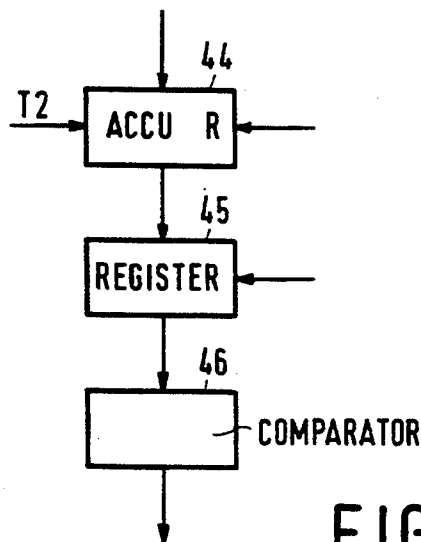 44
T2
ACCU R
45
REGISTER
46
COMPARATOR
FIG